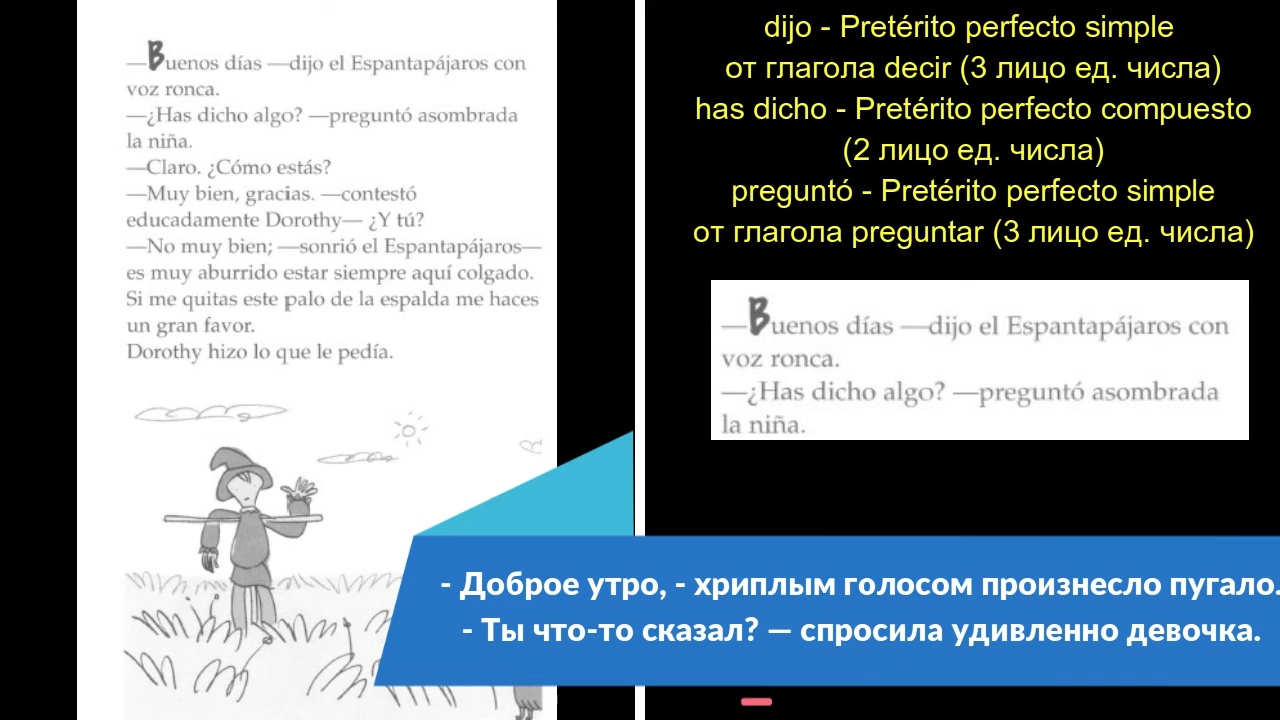 —Buenos días —dijo el Espantapájaros con
voz ronca.
—¿Has dicho algo? —preguntó asombrada
la niña.
—Claro. ¿Cómo estás?
—Muy bien, gracias. —contestó
educadamente Dorothy— ¿Y tú?
—No muy bien; —sonrió el Espantapájaros—
es muy aburrido estar siempre aquí colgado.
Si me quitas este palo de la espalda me haces
un gran favor.
Dorothy hizo lo que le pedía.
dijo - Pretérito perfecto simple
от глагола decir (3 лицо ед. числа)
has dicho - Pretérito perfecto compuesto
(2 лицо ед. числа)
preguntó - Pretérito perfecto simple
от глагола preguntar (3 лицо ед. числа)
—Buenos días —dijo el Espantapájaros con
voz ronca.
—¿Has dicho algo? —preguntó asombrada
la niña.
- Доброе утро, - хриплым голосом произнесло пугало.
- Ты что-то сказал? — спросила удивленно девочка.